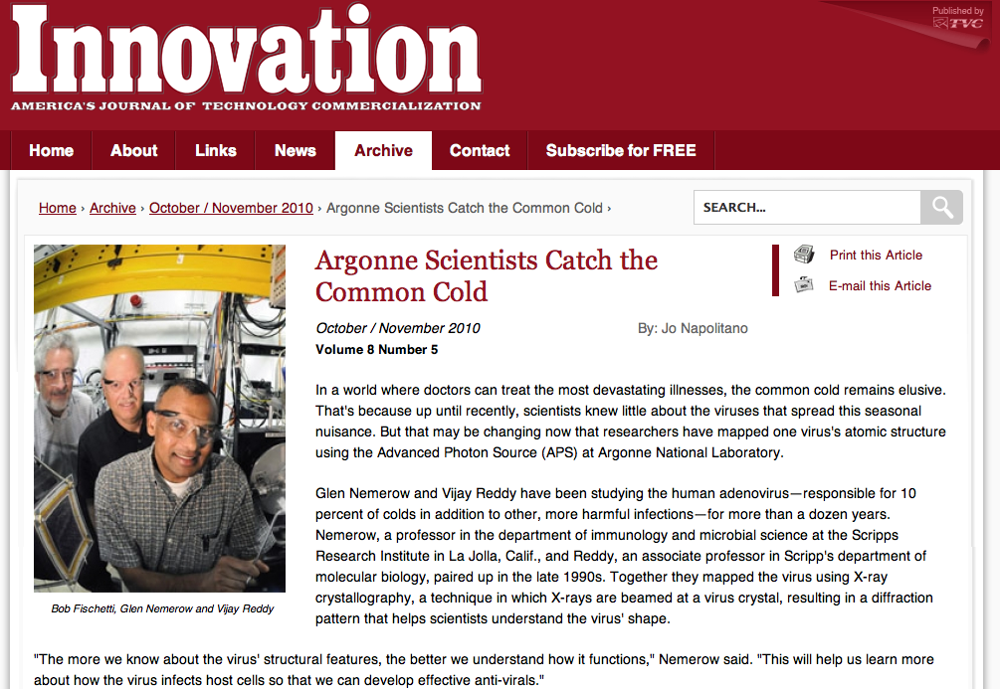 Innovation
AMERICA'S JOURNAL OF TECHNOLOGY COMMERCIALIZATION
Published by
TVC
Home About Links News Archive Contact Subscribe for FREE
Home › Archive › October / November 2010 › Argonne Scientists Catch the Common Cold ›
SEARCH...
Argonne Scientists Catch the
Common Cold
Print this Article
E-mail this Article
October / November 2010 By: Jo Napolitano
Volume 8 Number 5
In a world where doctors can treat the most devastating illnesses, the common cold remains elusive.
That's because up until recently, scientists knew little about the viruses that spread this seasonal
nuisance. But that may be changing now that researchers have mapped one virus's atomic structure
using the Advanced Photon Source (APS) at Argonne National Laboratory.
Glen Nemerow and Vijay Reddy have been studying the human adenovirus—responsible for 10
percent of colds in addition to other, more harmful infections—for more than a dozen years.
Nemerow, a professor in the department of immunology and microbial science at the Scripps
Research Institute in La Jolla, Calif., and Reddy, an associate professor in Scripp's department of
molecular biology, paired up in the late 1990s. Together they mapped the virus using X-ray
crystallography, a technique in which X-rays are beamed at a virus crystal, resulting in a diffraction
pattern that helps scientists understand the virus' shape.
Bob Fischetti, Glen Nemerow and Vijay Reddy
"The more we know about the virus' structural features, the better we understand how it functions," Nemerow said. "This will help us learn more
about how the virus infects host cells so that we can develop effective anti-virals."